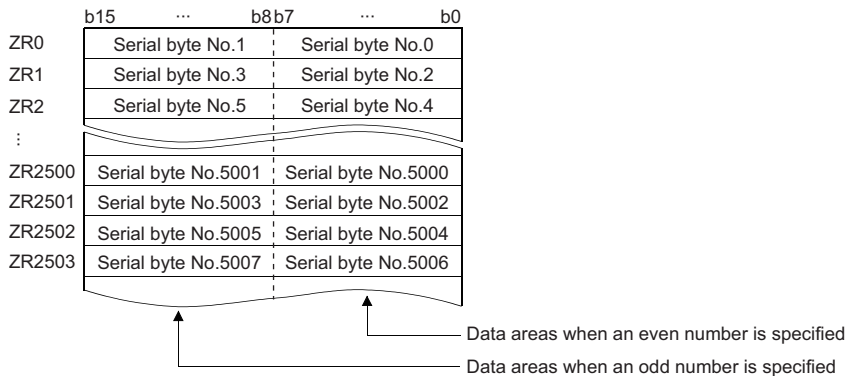 b15 ... b8 b7 ... b0
ZR0 Serial byte No.1 Serial byte No.0
ZR1 Serial byte No.3 Serial byte No.2
ZR2 Serial byte No.5 Serial byte No.4
⋮
ZR2500 Serial byte No.5001 Serial byte No.5000
ZR2501 Serial byte No.5003 Serial byte No.5002
ZR2502 Serial byte No.5005 Serial byte No.5004
ZR2503 Serial byte No.5007 Serial byte No.5006
Data areas when an even number is specified
Data areas when an odd number is specified